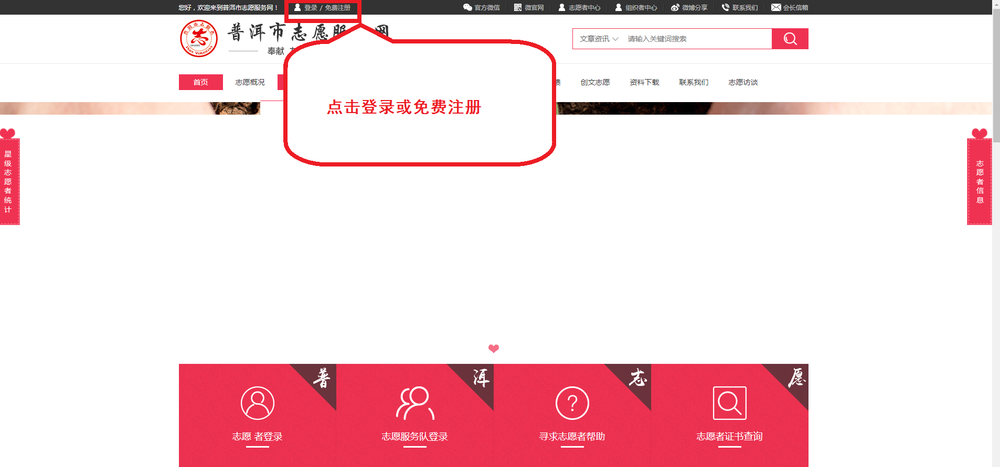 您好，欢迎来到普洱市志愿服务网！
登录 / 免费注册
官方微信
微官网
志愿者中心
组织者中心
微博分享
联系我们
会长信箱
普洱市志愿服 网
奉献
Puer Volunteer
文章资讯
请输入关键词搜索
首页
志愿概况
创文志愿
资料下载
联系我们
志愿访谈
点击登录或免费注册
星级志愿者统计
志愿者信息
普
洱
志
愿
志愿 者登录
志愿服务队登录
寻求志愿者帮助
志愿者证书查询